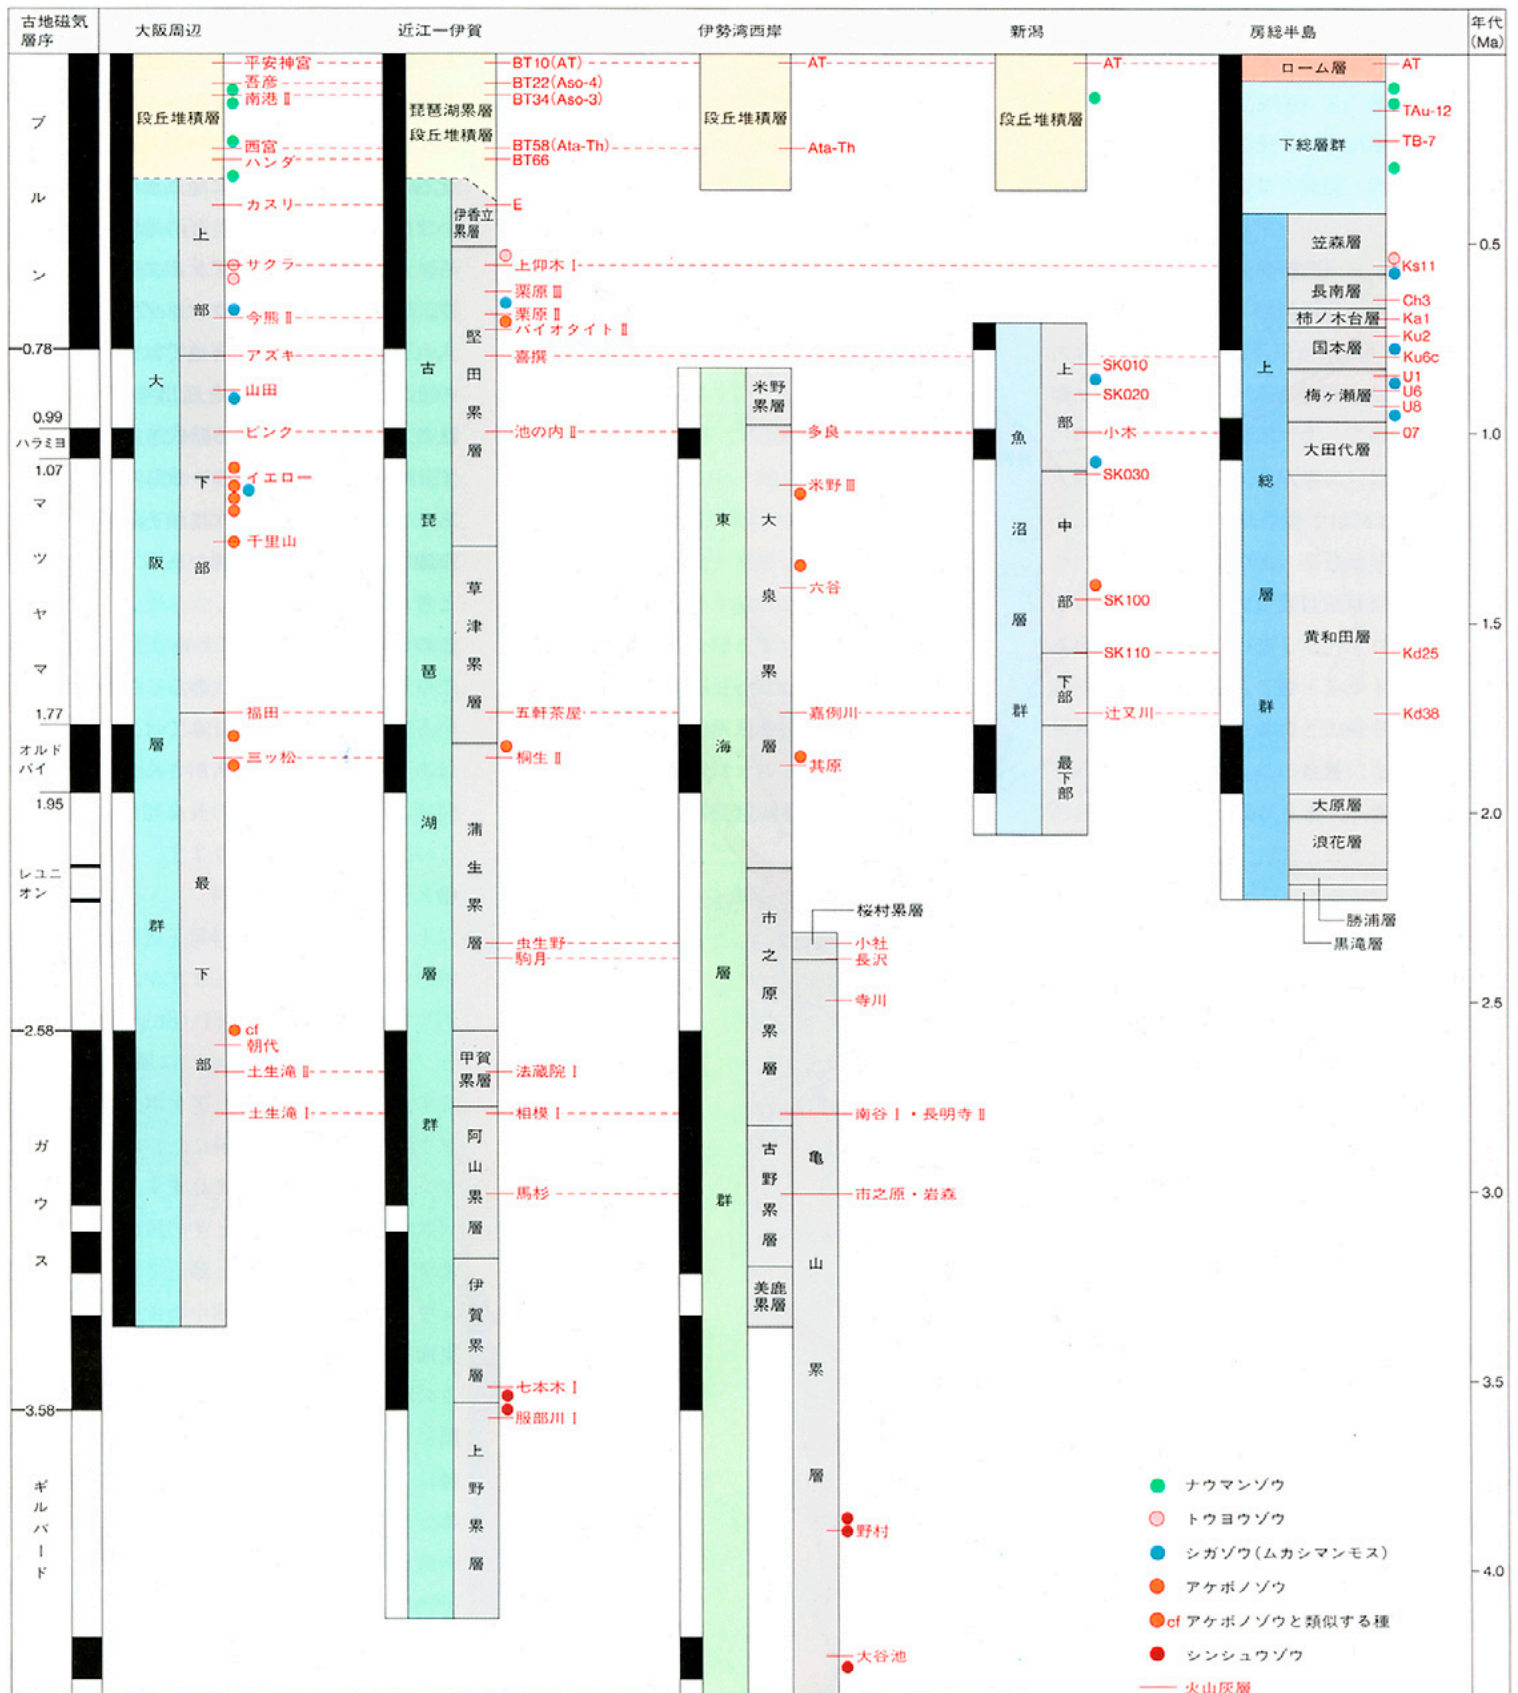 古地磁気
層序
大阪周辺
近江—伊賀
伊勢湾西岸
新潟
房総半島
年代
(Ma)
ブルン
0.78
0.99
ハラミヨ
1.07
マツヤマ
1.77
オルド
バイ
1.95
レユニ
オン
2.58
ガウス
3.58
ギルバード
段丘堆積層
大阪層群
上部
下部
最下部
平安神宮
吾彦
南港Ⅱ
西宮
ハンダ
カスリ
サクラ
今熊Ⅱ
アズキ
山田
ピンク
イエロー
千里山
福田
三ッ松
cf
朝代
土生滝Ⅱ
土生滝Ⅰ
琵琶湖累層
段丘堆積層
古琵琶湖層群
伊香立
累層
堅田累層
草津累層
蒲生累層
甲賀
累層
阿山累層
伊賀累層
上野累層
BT10(AT)
BT22(Aso-4)
BT34(Aso-3)
BT58(Ata-Th)
BT66
E
上仰木Ⅰ
栗原Ⅲ
栗原Ⅱ
バイオタイトⅡ
喜撰
池の内Ⅱ
五軒茶屋
桐生Ⅱ
虫生野
駒月
法蔵院Ⅰ
相模Ⅰ
馬杉
七本木Ⅰ
服部川Ⅰ
段丘堆積層
東海層群
米野
累層
大泉累層
市之原累層
古野累層
美鹿
累層
桜村累層
亀山累層
AT
Ata-Th
多良
米野Ⅲ
六谷
嘉例川
其原
小社
長沢
寺川
南谷Ⅰ・長明寺Ⅱ
市之原・岩森
野村
大谷池
段丘堆積層
魚沼層群
上部
中部
下部
最下部
AT
SK010
SK020
小木
SK030
SK100
SK110
辻又川
ローム層
下総層群
上総層群
笠森層
長南層
柿ノ木台層
国本層
梅ヶ瀬層
大田代層
黄和田層
大原層
浪花層
勝浦層
黒滝層
AT
TAu-12
TB-7
Ks11
Ch3
Ka1
Ku2
Ku6c
U1
U6
U8
07
Kd25
Kd38
0.5
1.0
1.5
2.0
2.5
3.0
3.5
4.0
ナウマンゾウ
トウヨウゾウ
シガゾウ(ムカシマンモス)
アケボノゾウ
cf アケボノゾウと類似する種
シンシュウゾウ
火山灰層